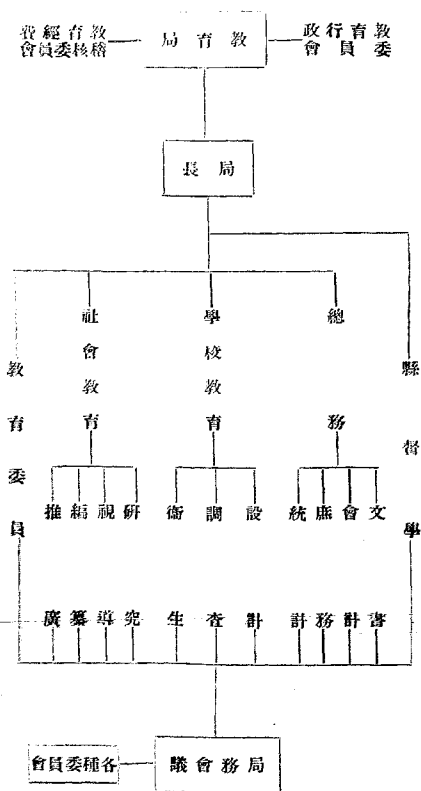 教育局
教育行政
委員會
教育經費
稽核委員會
局長
縣督學
總務
學校教育
社會教育
教育委員
文書
會計
庶務
統計
設計
調查
衞生
研究
視導
編纂
推廣
局務會議
各種委員會